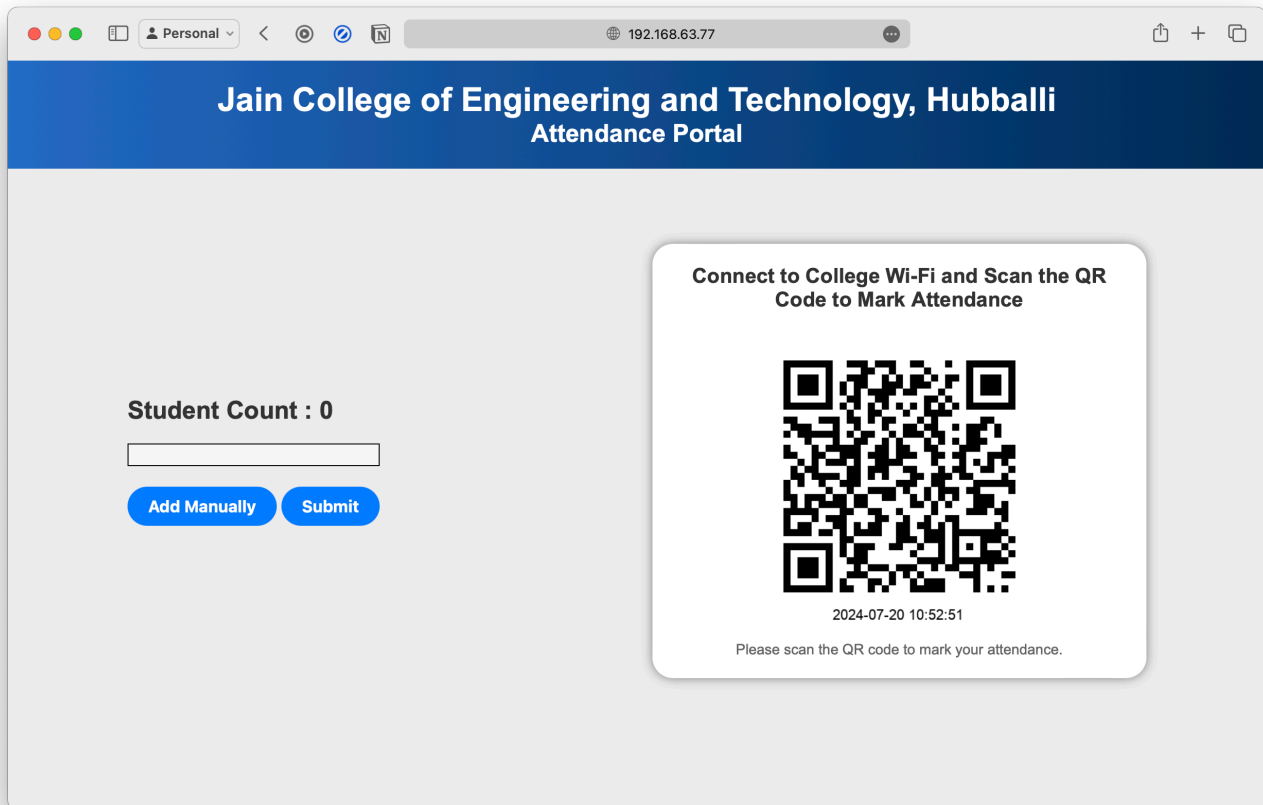 Personal
192.168.63.77
Jain College of Engineering and Technology, Hubballi
Attendance Portal
Student Count : 0
Add Manually
Submit
Connect to College Wi-Fi and Scan the QR
Code to Mark Attendance
2024-07-20 10:52:51
Please scan the QR code to mark your attendance.